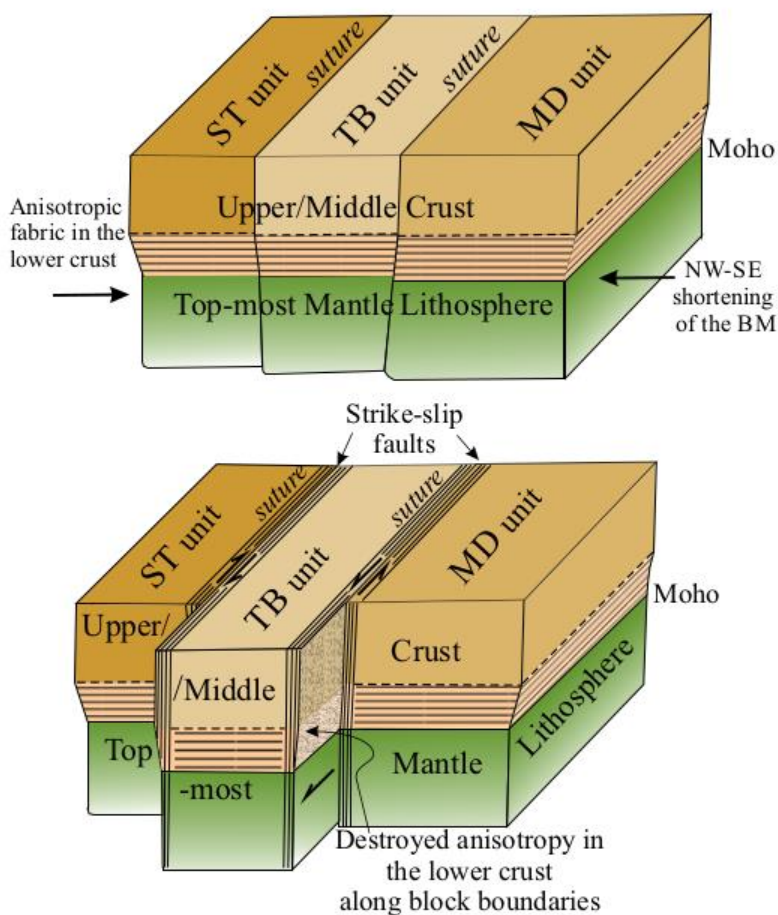 ST unit
suture
TB unit
suture
MD unit
Moho
Upper/Middle Crust
Anisotropic
fabric in the
lower crust
Top-most Mantle Lithosphere
NW-SE
shortening
of the BM
Strike-slip
faults
ST unit
suture
TB unit
suture
MD unit
Moho
Upper/
/Middle
Crust
Top
-most
Mantle
Lithosphere
Destroyed anisotropy in
the lower crust
along block boundaries